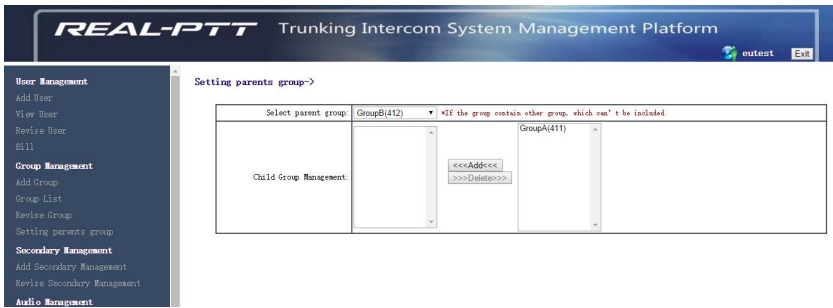 REAL-PTT Trunking Intercom System Management Platform
eutest Exit
User Management
Add User
View User
Revise User
Bill
Group Management
Add Group
Group List
Revise Group
Setting parents group
Secondary Management
Add Secondary Management
Revise Secondary Management
Audio Management
Setting parents group->
Select parent group: GroupB(412) *If the group contain other group, which can't be included.
Child Group Management:
<<<Add<<<
>>>Delete>>>
GroupA(411)